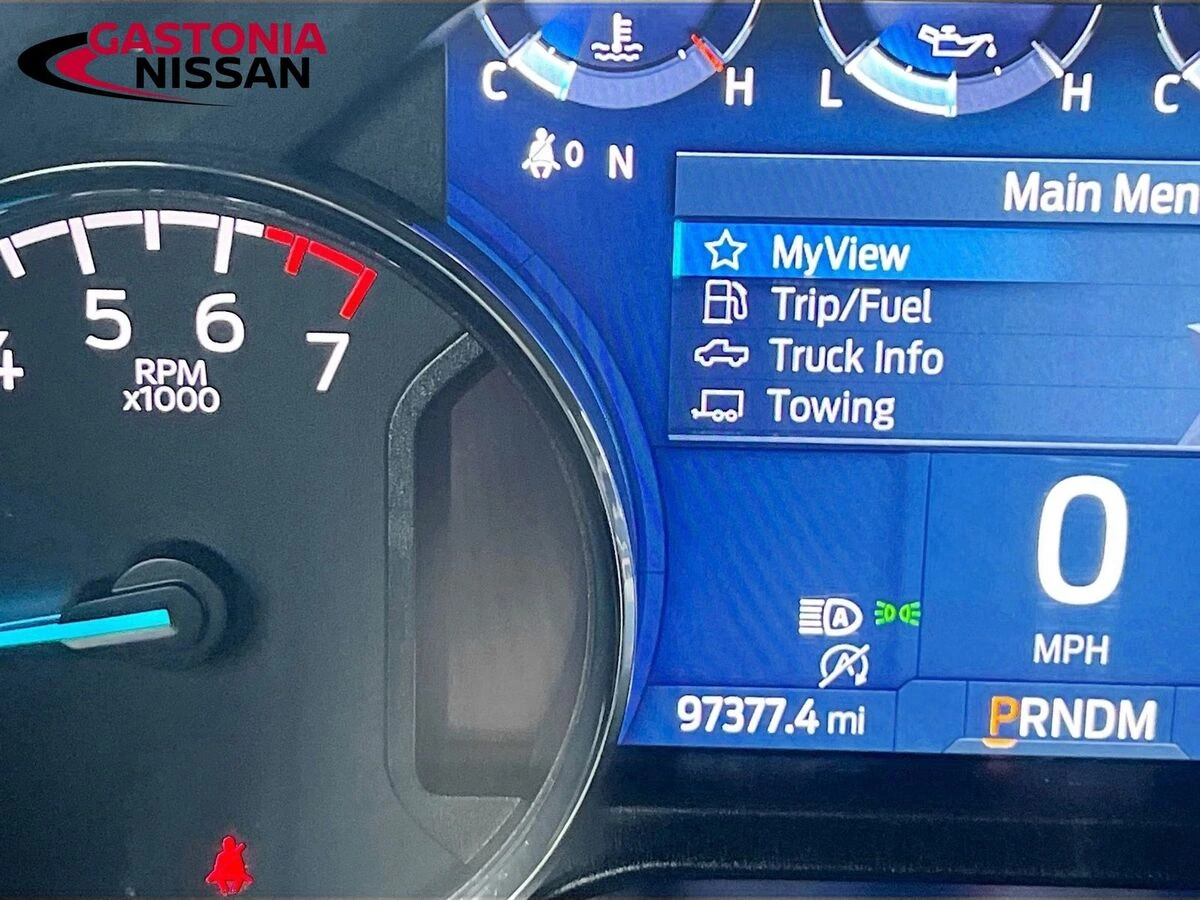 GASTONIA
NISSAN
C H
L H
C
0 N
Main Men
MyView
Trip/Fuel
Truck Info
Towing
4 5 6 7
RPM
x1000
0
MPH
A
97377.4 mi
PRNDM